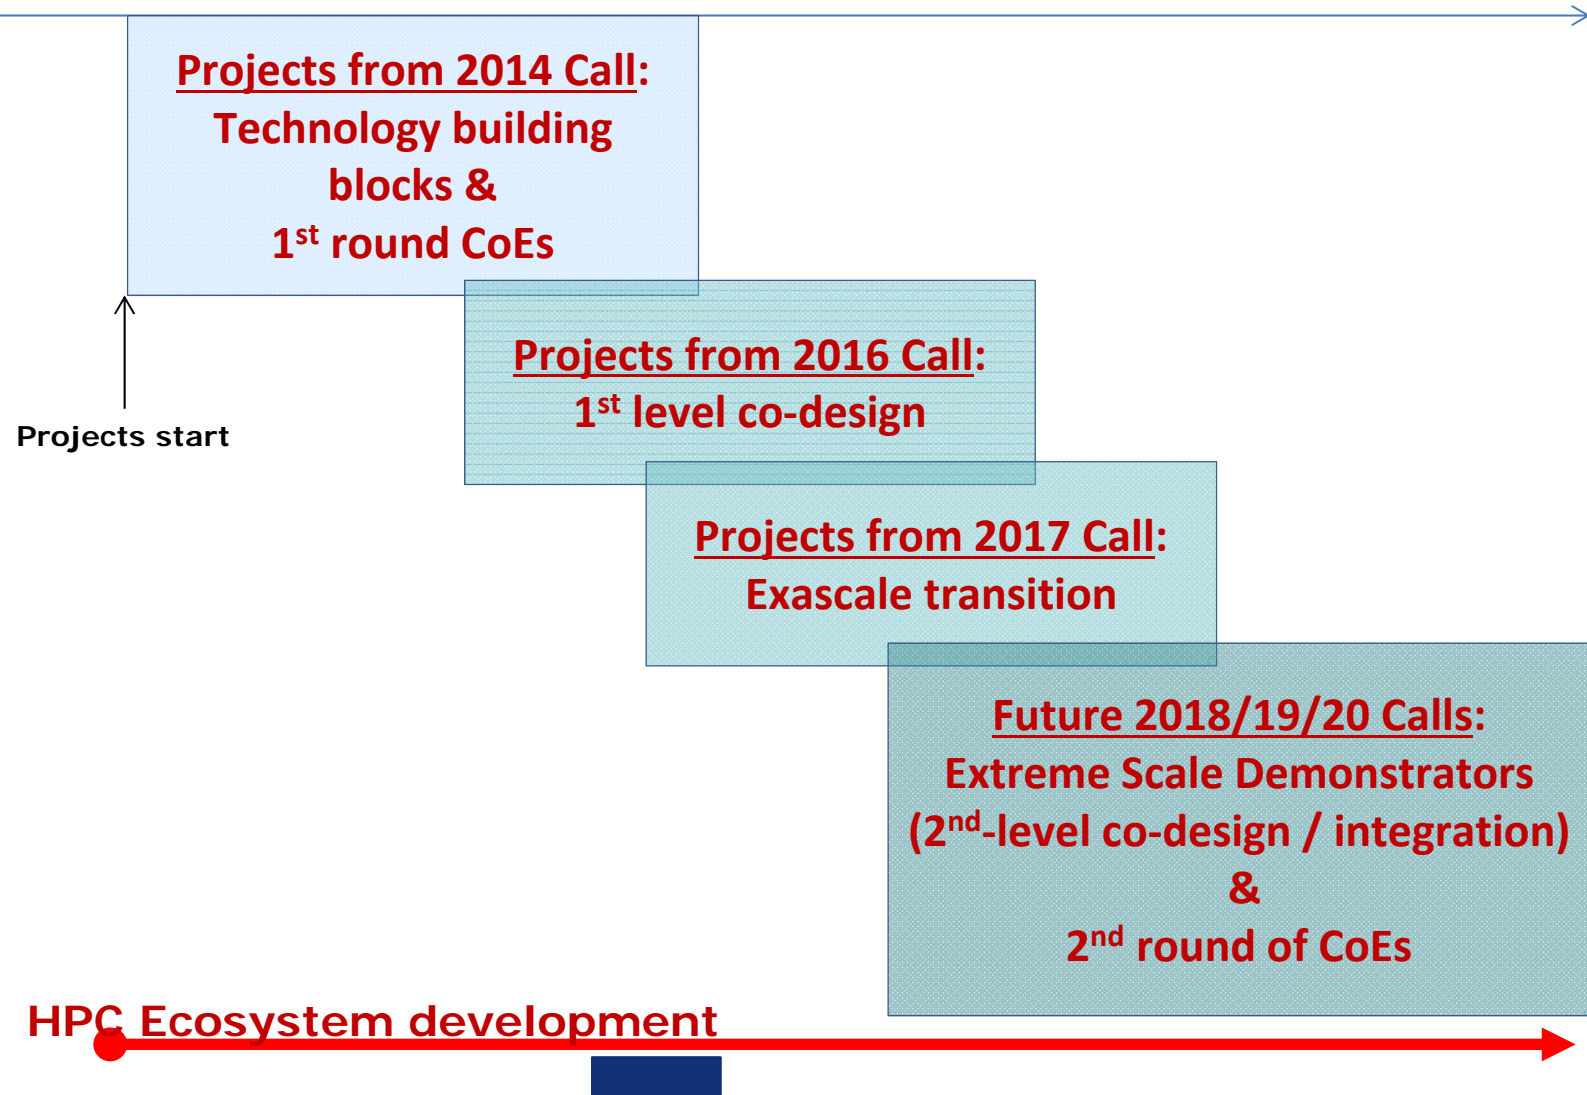 Projects from 2014 Call:
Technology building
blocks &
1st round CoEs
Projects from 2016 Call:
1st level co-design
Projects start
Projects from 2017 Call:
Exascale transition
Future 2018/19/20 Calls:
Extreme Scale Demonstrators
(2nd-level co-design / integration)
&
2nd round of CoEs
HPC Ecosystem development